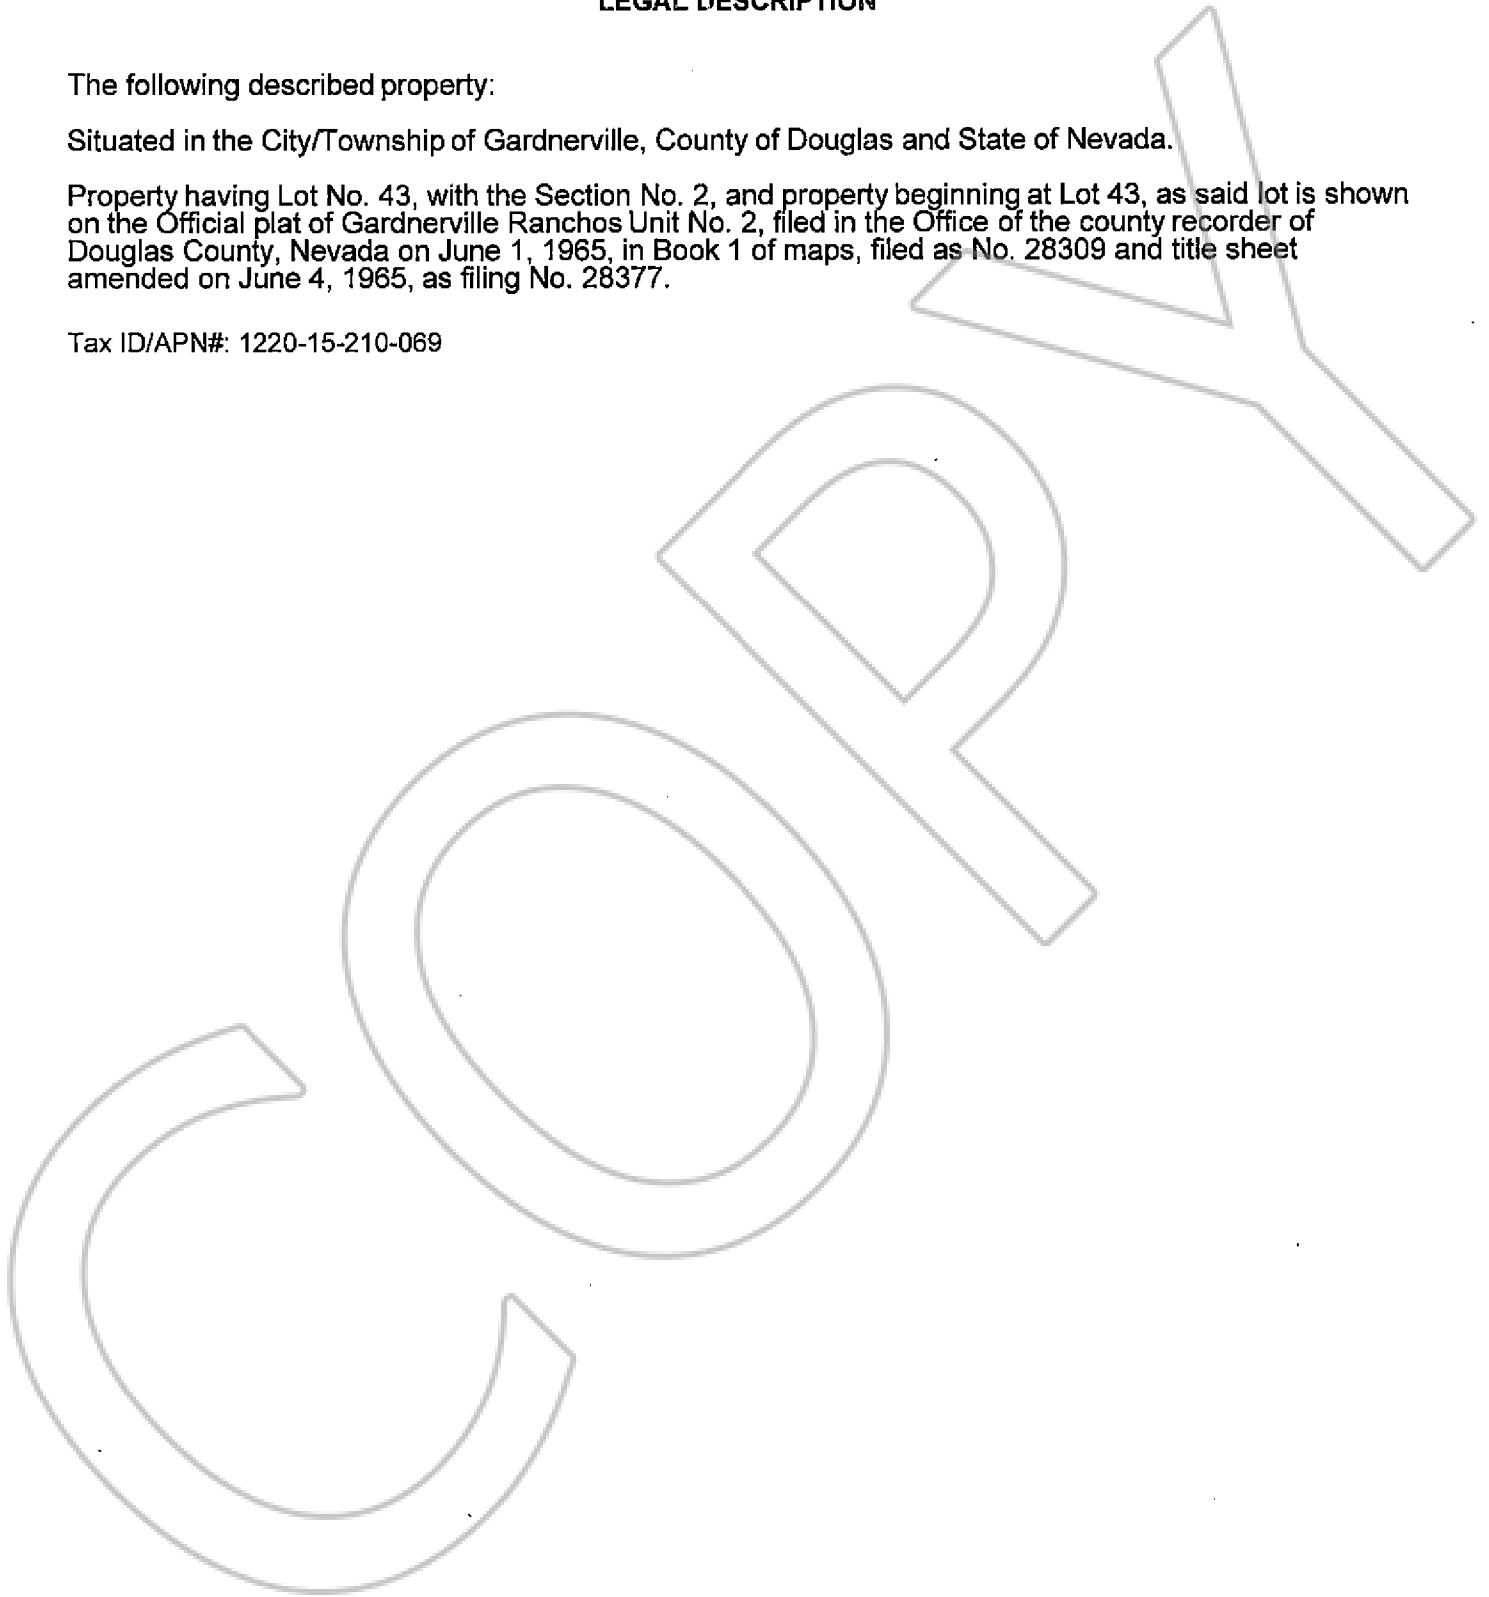 LEGAL DESCRIPTION
The following described property:
Situated in the City/Township of Gardnerville, County of Douglas and State of Nevada.
Property having Lot No. 43, with the Section No. 2, and property beginning at Lot 43, as said lot is shown
on the Official plat of Gardnerville Ranchos Unit No. 2, filed in the Office of the county recorder of
Douglas County, Nevada on June 1, 1965, in Book 1 of maps, filed as No. 28309 and title sheet
amended on June 4, 1965, as filing No. 28377.
Tax ID/APN#: 1220-15-210-069
COPY